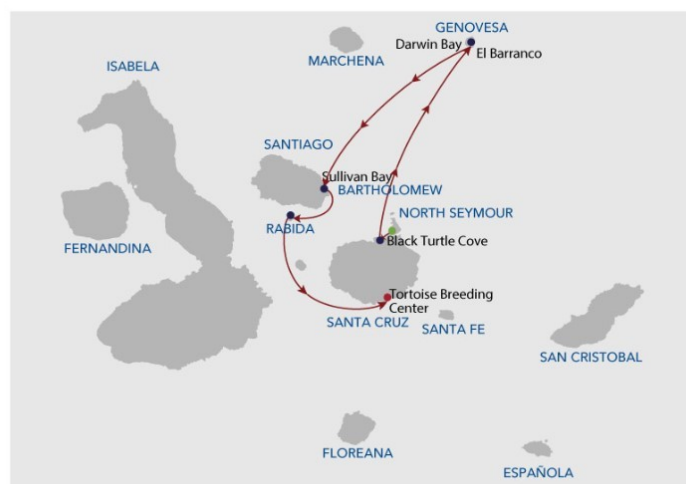 GENOVESA
Darwin Bay
El Barranco
MARCHENA
ISABELA
SANTIAGO
Sullivan Bay
BARTHOLOMEW
NORTH SEYMOUR
RABIDA
Black Turtle Cove
FERNANDINA
Tortoise Breeding
Center
SANTA CRUZ
SANTA FE
SAN CRISTOBAL
FLOREANA
ESPAÑOLA